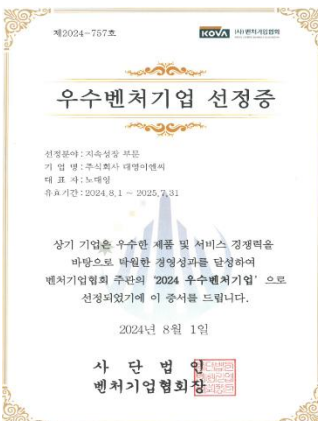 제2024-757호
KOVA (사)벤처기업협회
우수벤처기업 선정증
선정분야 : 지속성장 부문
기 업 명 : 주식회사 대영이앤씨
대 표 자 : 노대영
유효기간 : 2024.8.1 ~ 2025.7.31
상기 기업은 우수한 제품 및 서비스 경쟁력을
바탕으로 탁월한 경영성과를 달성하여
벤처기업협회 주관의 '2024 우수벤처기업' 으로
선정되었기에 이 증서를 드립니다.
2024년 8월 1일
사 단 법 인
벤처기업협회장